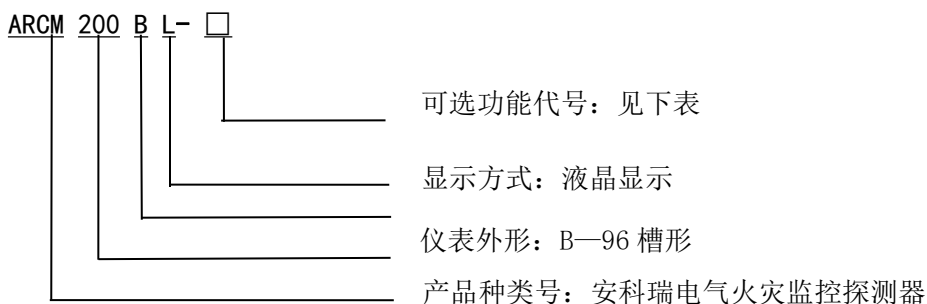 ARCM 200 B L-□
可选功能代号：见下表
显示方式：液晶显示
仪表外形：B—96 槽形
产品种类号：安科瑞电气火灾监控探测器